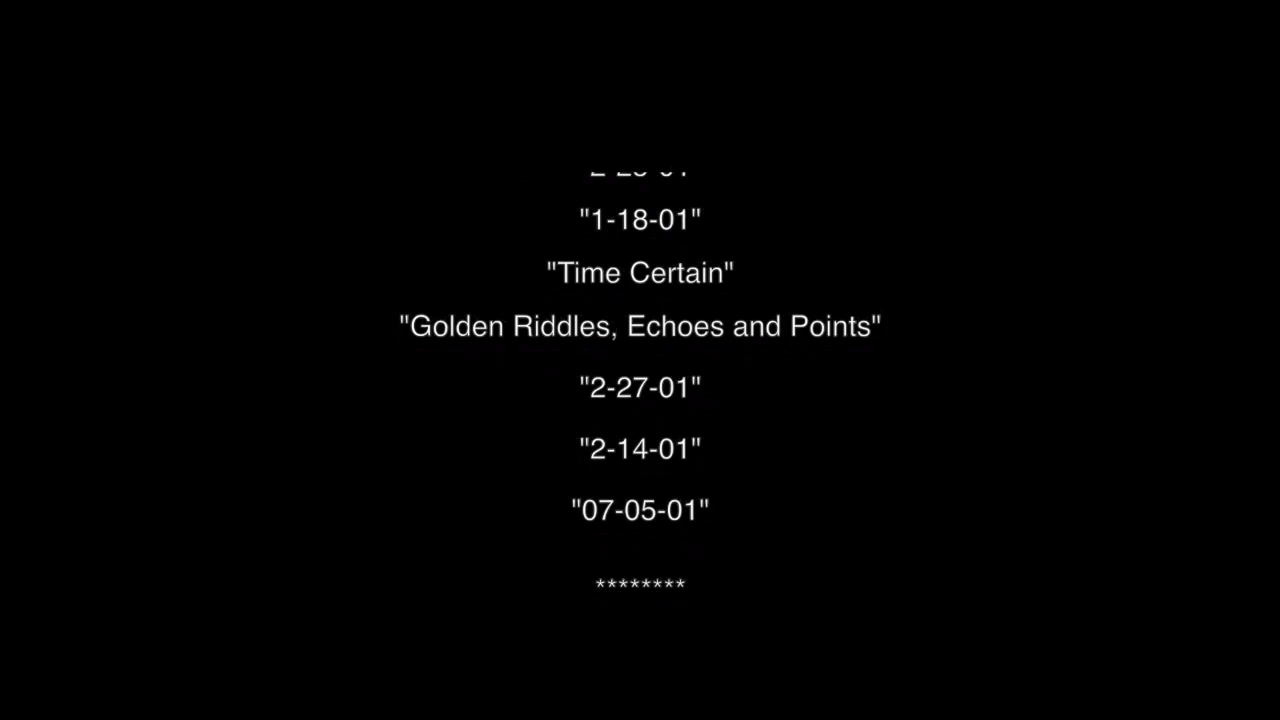 "1-18-01"
"Time Certain"
"Golden Riddles, Echoes and Points"
"2-27-01"
"2-14-01"
"07-05-01"
********